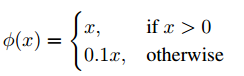 ϕ(x) = { x, if x > 0
0.1x, otherwise